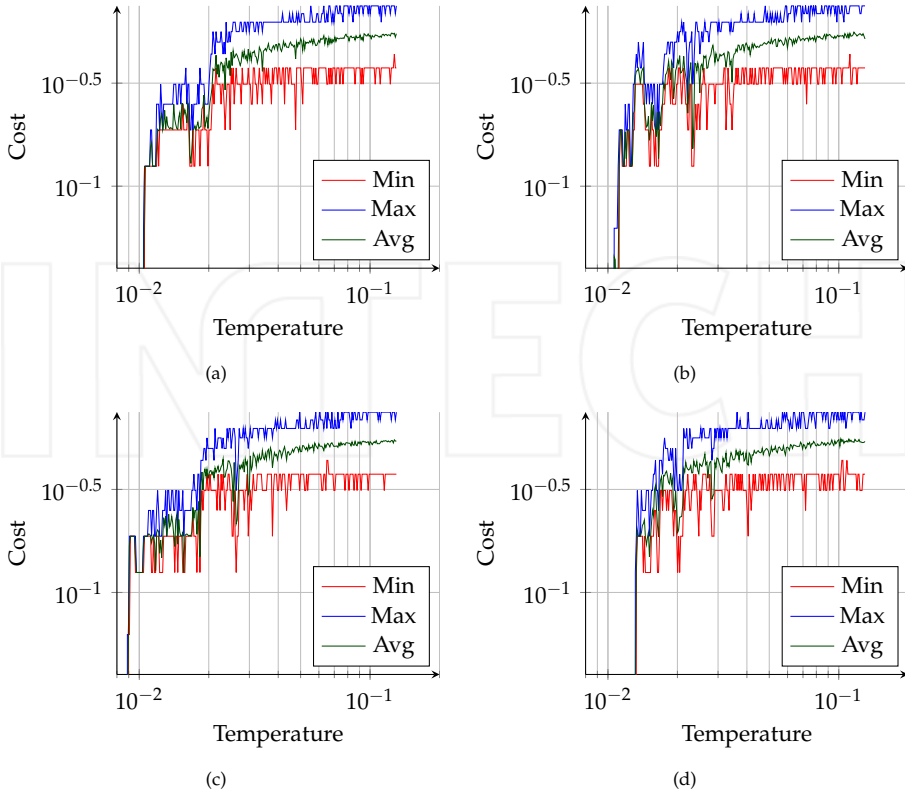 10^−0.5
10^−1
Cost
Min
Max
Avg
10^−2
10^−1
Temperature
(a)
10^−0.5
10^−1
Cost
Min
Max
Avg
10^−2
10^−1
Temperature
(b)
10^−0.5
10^−1
Cost
Min
Max
Avg
10^−2
10^−1
Temperature
(c)
10^−0.5
10^−1
Cost
Min
Max
Avg
10^−2
10^−1
Temperature
(d)
INTECH